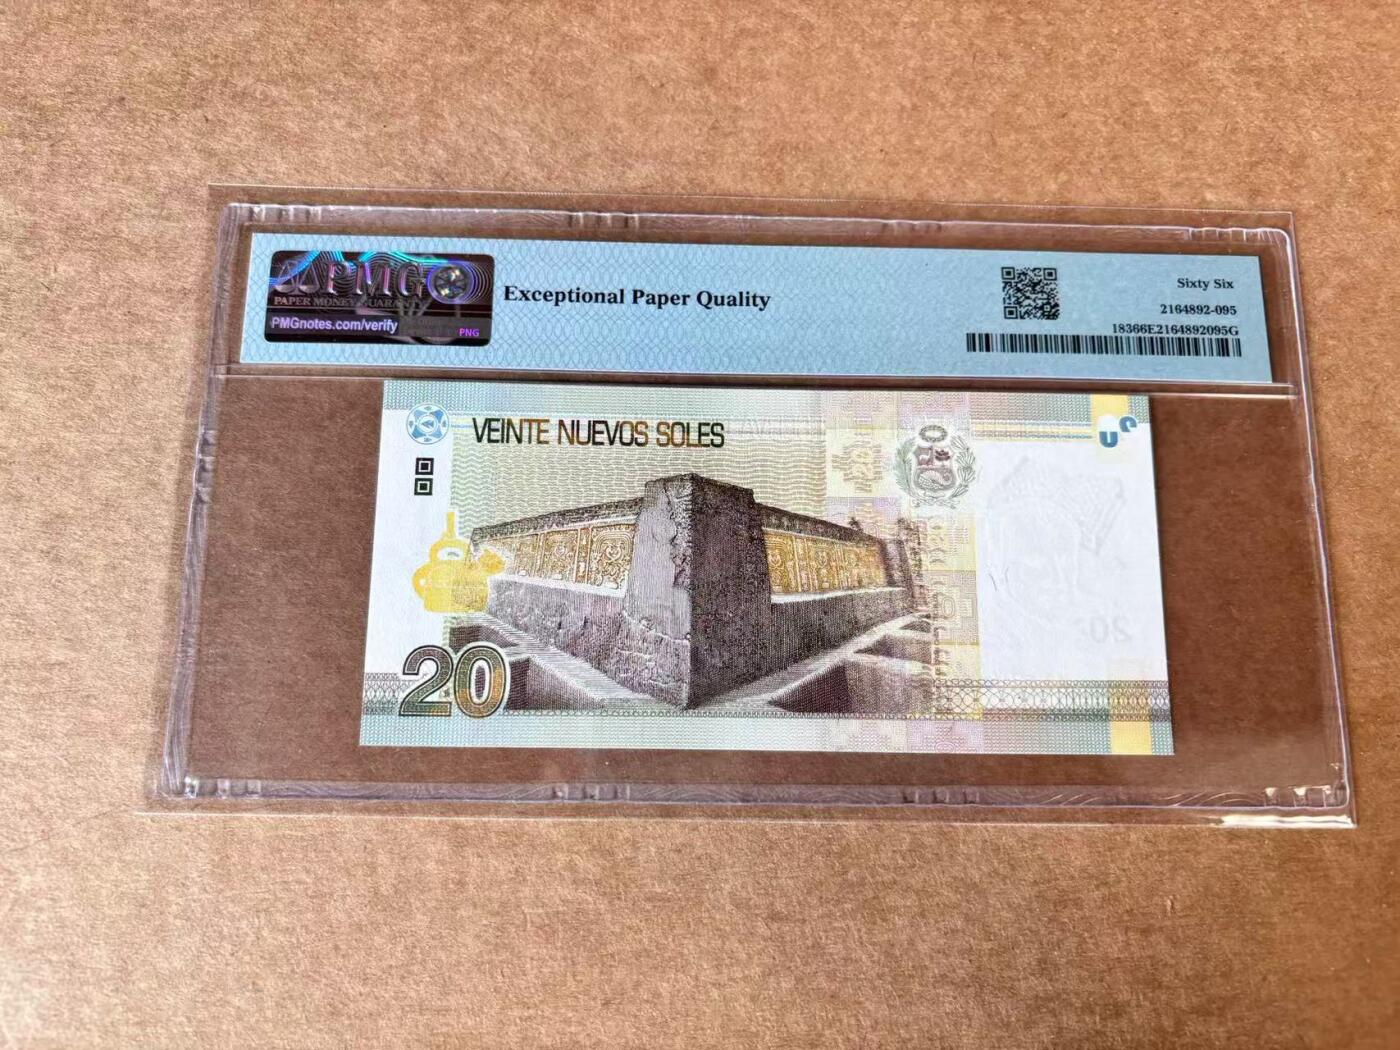 PMG
PAPER MONEY GUARANTY
PMGnotes.com/verify
PNG
Exceptional Paper Quality
Sixty Six
2164892-095
18366E2164892095G
VEINTE NUEVOS SOLES
20
20